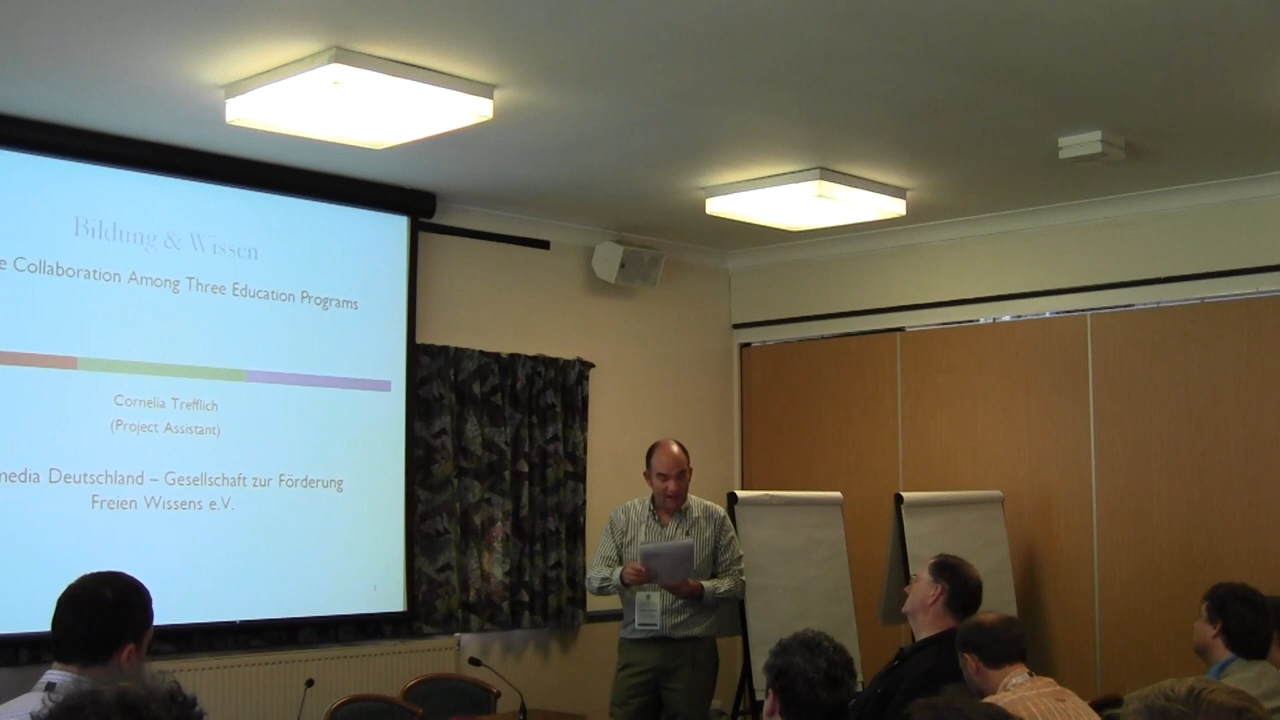 Bildung & Wissen
e Collaboration Among Three Education Programs
Cornelia Trefflich
(Project Assistant)
media Deutschland – Gesellschaft zur Förderung
Freien Wissens e.V.